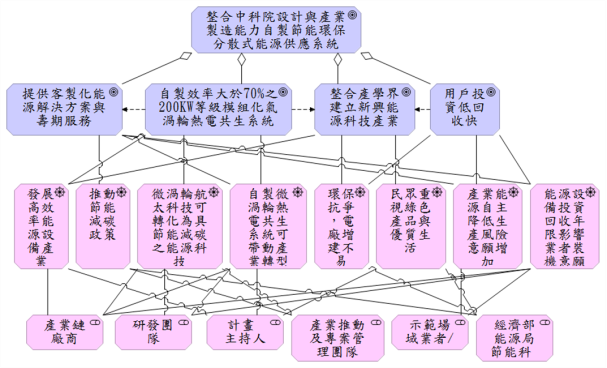 整合中科院設計與產業
製造能力自製節能環保
分散式能源供應系統
提供客製化能
源解決方案與
壽期服務
自製效率大於70%之
200KW等級模組化氣
渦輪熱電共生系統
整合產學界
建立新興能
源科技產業
用戶投
資低回
收快
發展
高效
率能
源設
備產
業
推動
節能
減碳
政策
微渦輪航
太科技可
轉化為具
節能減碳
之能源科
技
自製微
渦輪熱
電共生
系統可
帶動產
業轉型
環保
抗爭
，電
廠增
建不
易
民眾重
視綠色
產品與
優質生
活
產業能
源自主
降低生
產風險
意願增
加
能源設
備投資
回收年
限影響
業者裝
機意願
產業鏈
廠商
研發團
隊
計畫
主持人
產業推動
及專案管
理團隊
示範場
域業者/
經濟部
能源局
節能科